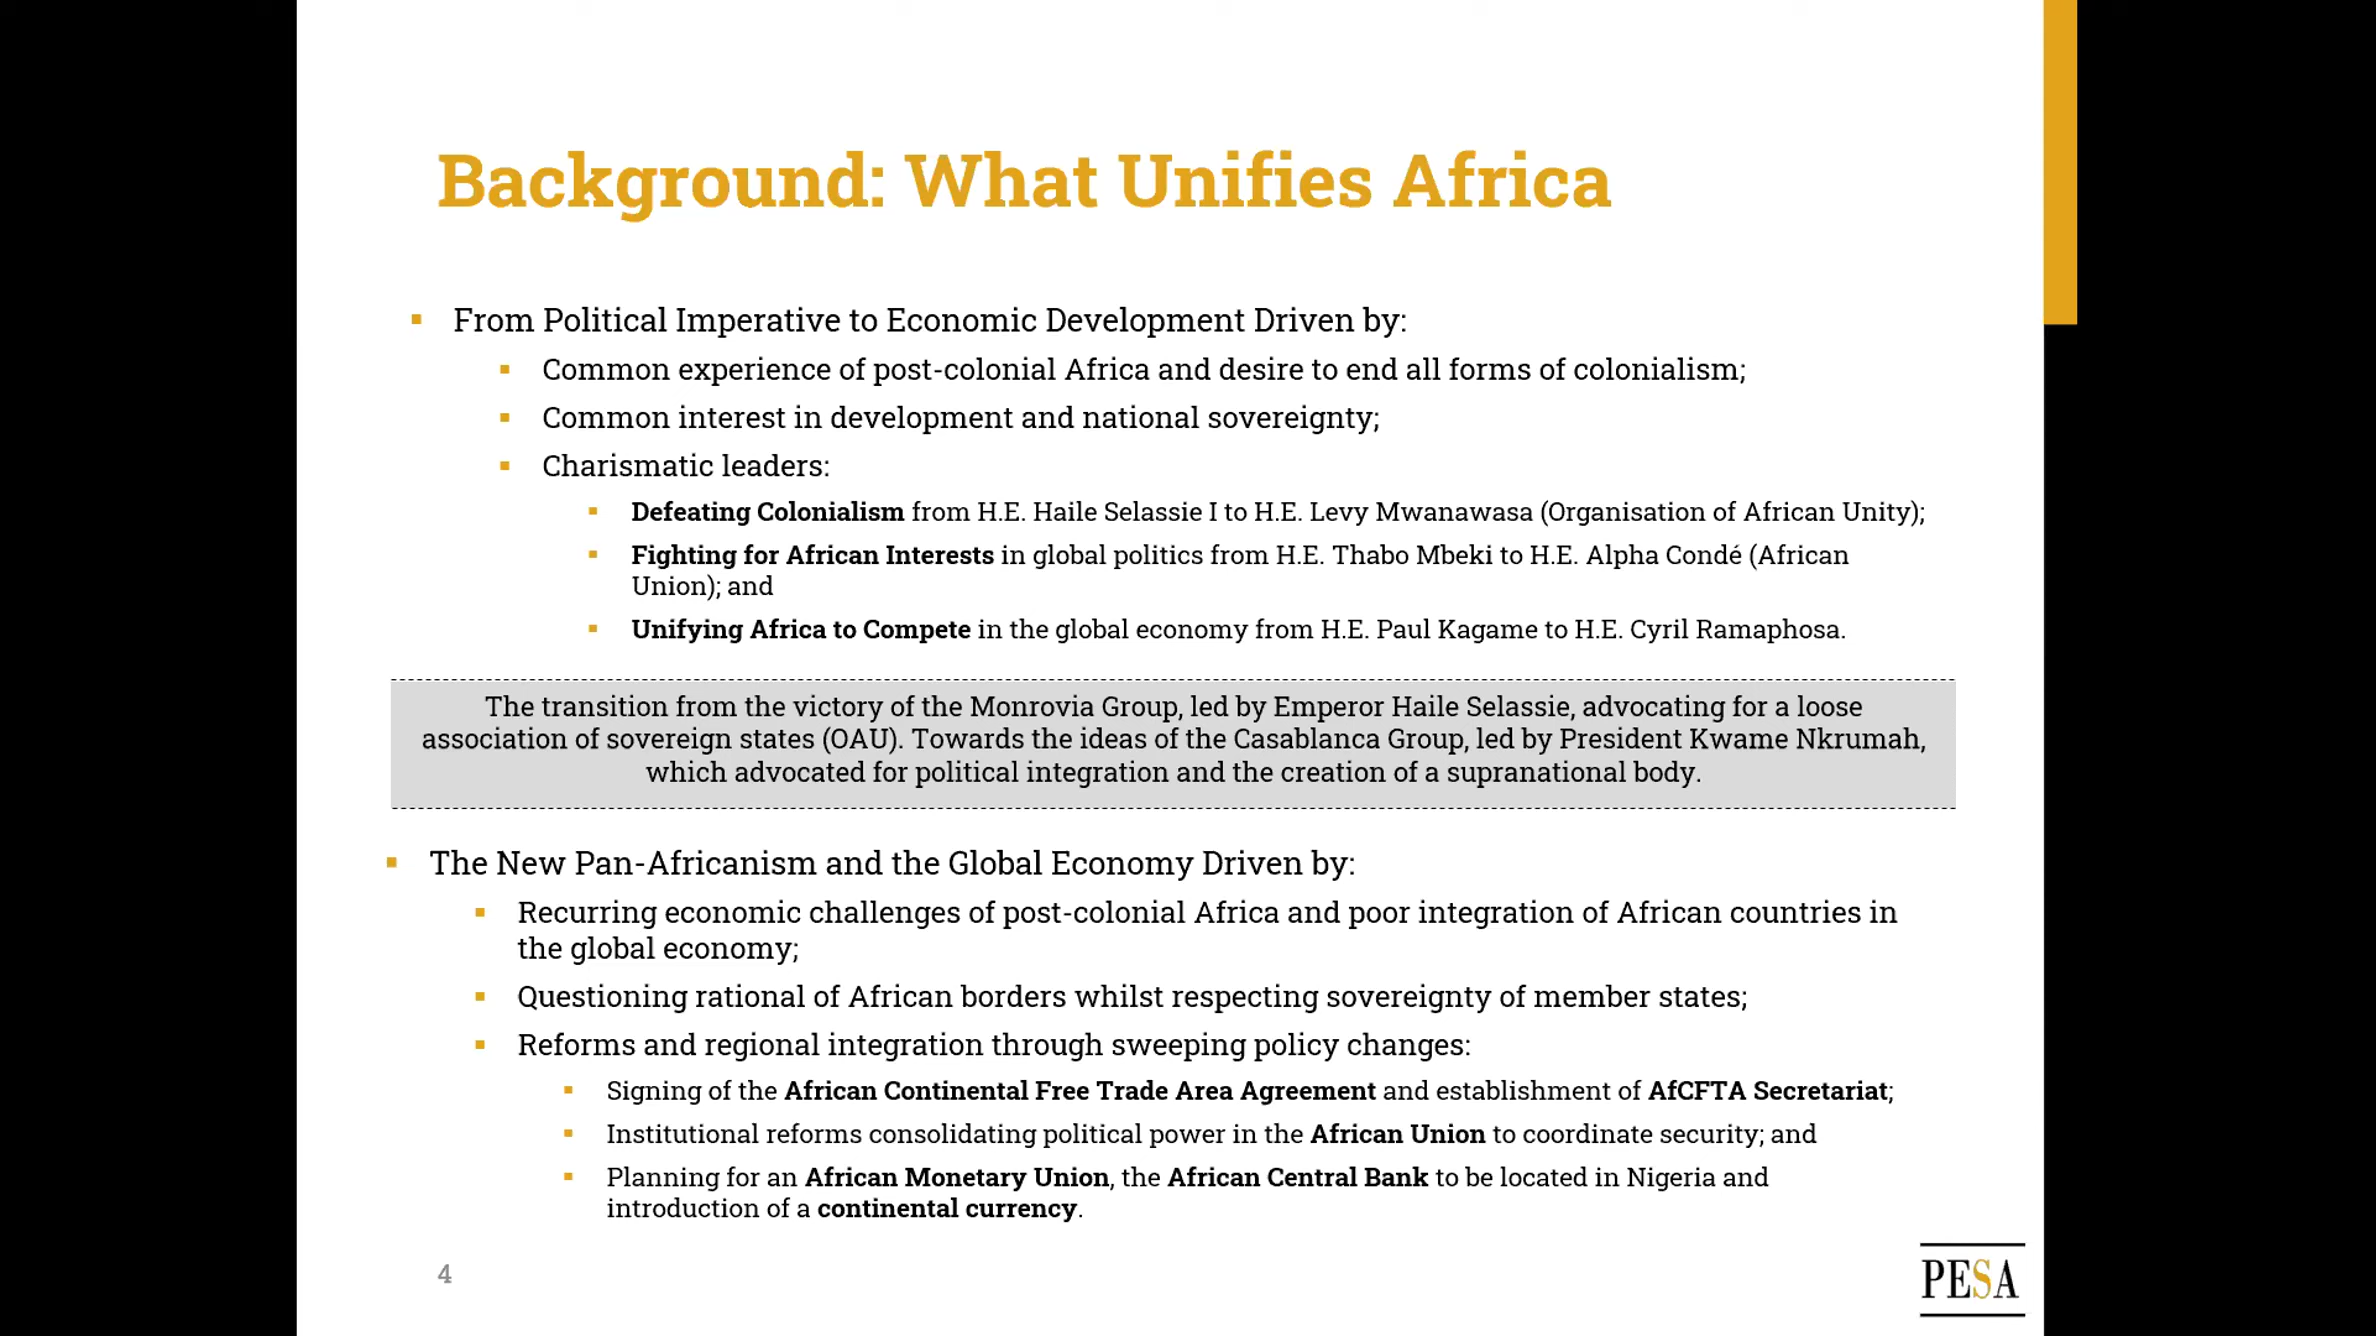 Background: What Unifies Africa
From Political Imperative to Economic Development Driven by:
Common experience of post-colonial Africa and desire to end all forms of colonialism;
Common interest in development and national sovereignty;
Charismatic leaders:
Defeating Colonialism from H.E. Haile Selassie I to H.E. Levy Mwanawasa (Organisation of African Unity);
Fighting for African Interests in global politics from H.E. Thabo Mbeki to H.E. Alpha Condé (African
Union); and
Unifying Africa to Compete in the global economy from H.E. Paul Kagame to H.E. Cyril Ramaphosa.
The transition from the victory of the Monrovia Group, led by Emperor Haile Selassie, advocating for a loose
association of sovereign states (OAU). Towards the ideas of the Casablanca Group, led by President Kwame Nkrumah,
which advocated for political integration and the creation of a supranational body.
The New Pan-Africanism and the Global Economy Driven by:
Recurring economic challenges of post-colonial Africa and poor integration of African countries in
the global economy;
Questioning rational of African borders whilst respecting sovereignty of member states;
Reforms and regional integration through sweeping policy changes:
Signing of the African Continental Free Trade Area Agreement and establishment of AfCFTA Secretariat;
Institutional reforms consolidating political power in the African Union to coordinate security; and
Planning for an African Monetary Union, the African Central Bank to be located in Nigeria and
introduction of a continental currency.
4
PESA